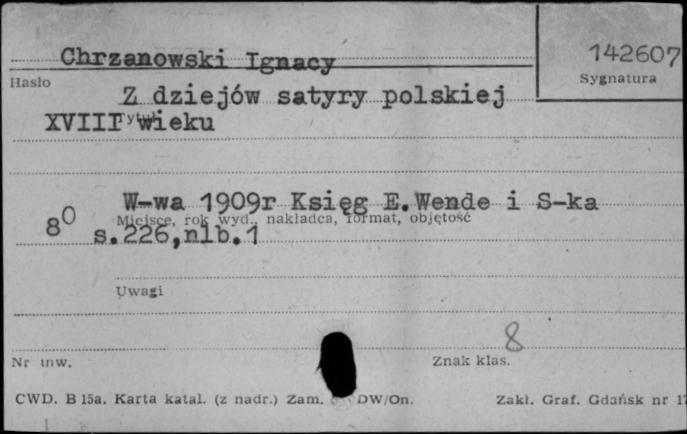 Chrzanowski Ignacy
142607
Hasło
Sygnatura
Z dziejów satyry polskiej
XVIII wieku
Tytuł
W-wa 1909r Księg E.Wende i S-ka
Miejsce, rok wyd., nakładca, format, objętość
8⁰ s.226,nlb.1
Uwagi
8
Nr inw.
Znak klas.
CWD. B 15a. Karta katal. (z nadr.) Zam. DW/On.
Zakł. Graf. Gdańsk nr